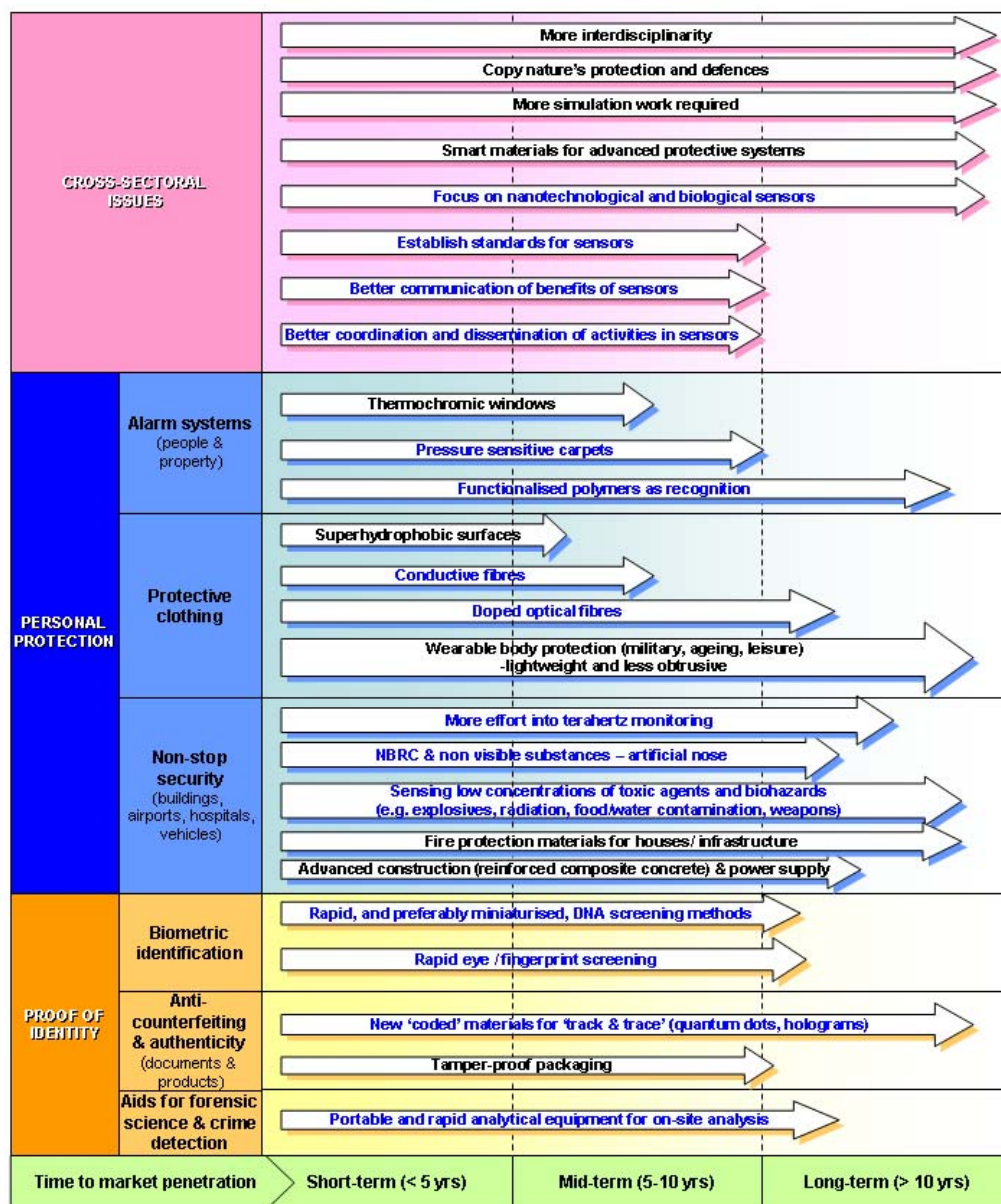 CROSS-SECTORAL
ISSUES
More interdisciplinarity
Copy nature's protection and defences
More simulation work required
Smart materials for advanced protective systems
Focus on nanotechnological and biological sensors
Establish standards for sensors
Better communication of benefits of sensors
Better coordination and dissemination of activities in sensors
PERSONAL
PROTECTION
Alarm systems
(people &
property)
Thermochromic windows
Pressure sensitive carpets
Functionalised polymers as recognition
Protective
clothing
Superhydrophobic surfaces
Conductive fibres
Doped optical fibres
Wearable body protection (military, ageing, leisure)
-lightweight and less obtrusive
Non-stop
security
(buildings,
airports, hospitals,
vehicles)
More effort into terahertz monitoring
NBRC & non visible substances – artificial nose
Sensing low concentrations of toxic agents and biohazards
(e.g. explosives, radiation, food/water contamination, weapons)
Fire protection materials for houses/ infrastructure
Advanced construction (reinforced composite concrete) & power supply
PROOF OF
IDENTITY
Biometric
identification
Rapid, and preferably miniaturised, DNA screening methods
Rapid eye /fingerprint screening
Anti-
counterfeiting
& authenticity
(documents &
products)
New 'coded' materials for 'track & trace' (quantum dots, holograms)
Tamper-proof packaging
Aids for forensic
science & crime
detection
Portable and rapid analytical equipment for on-site analysis
Time to market penetration
Short-term (< 5 yrs)
Mid-term (5-10 yrs)
Long-term (> 10 yrs)